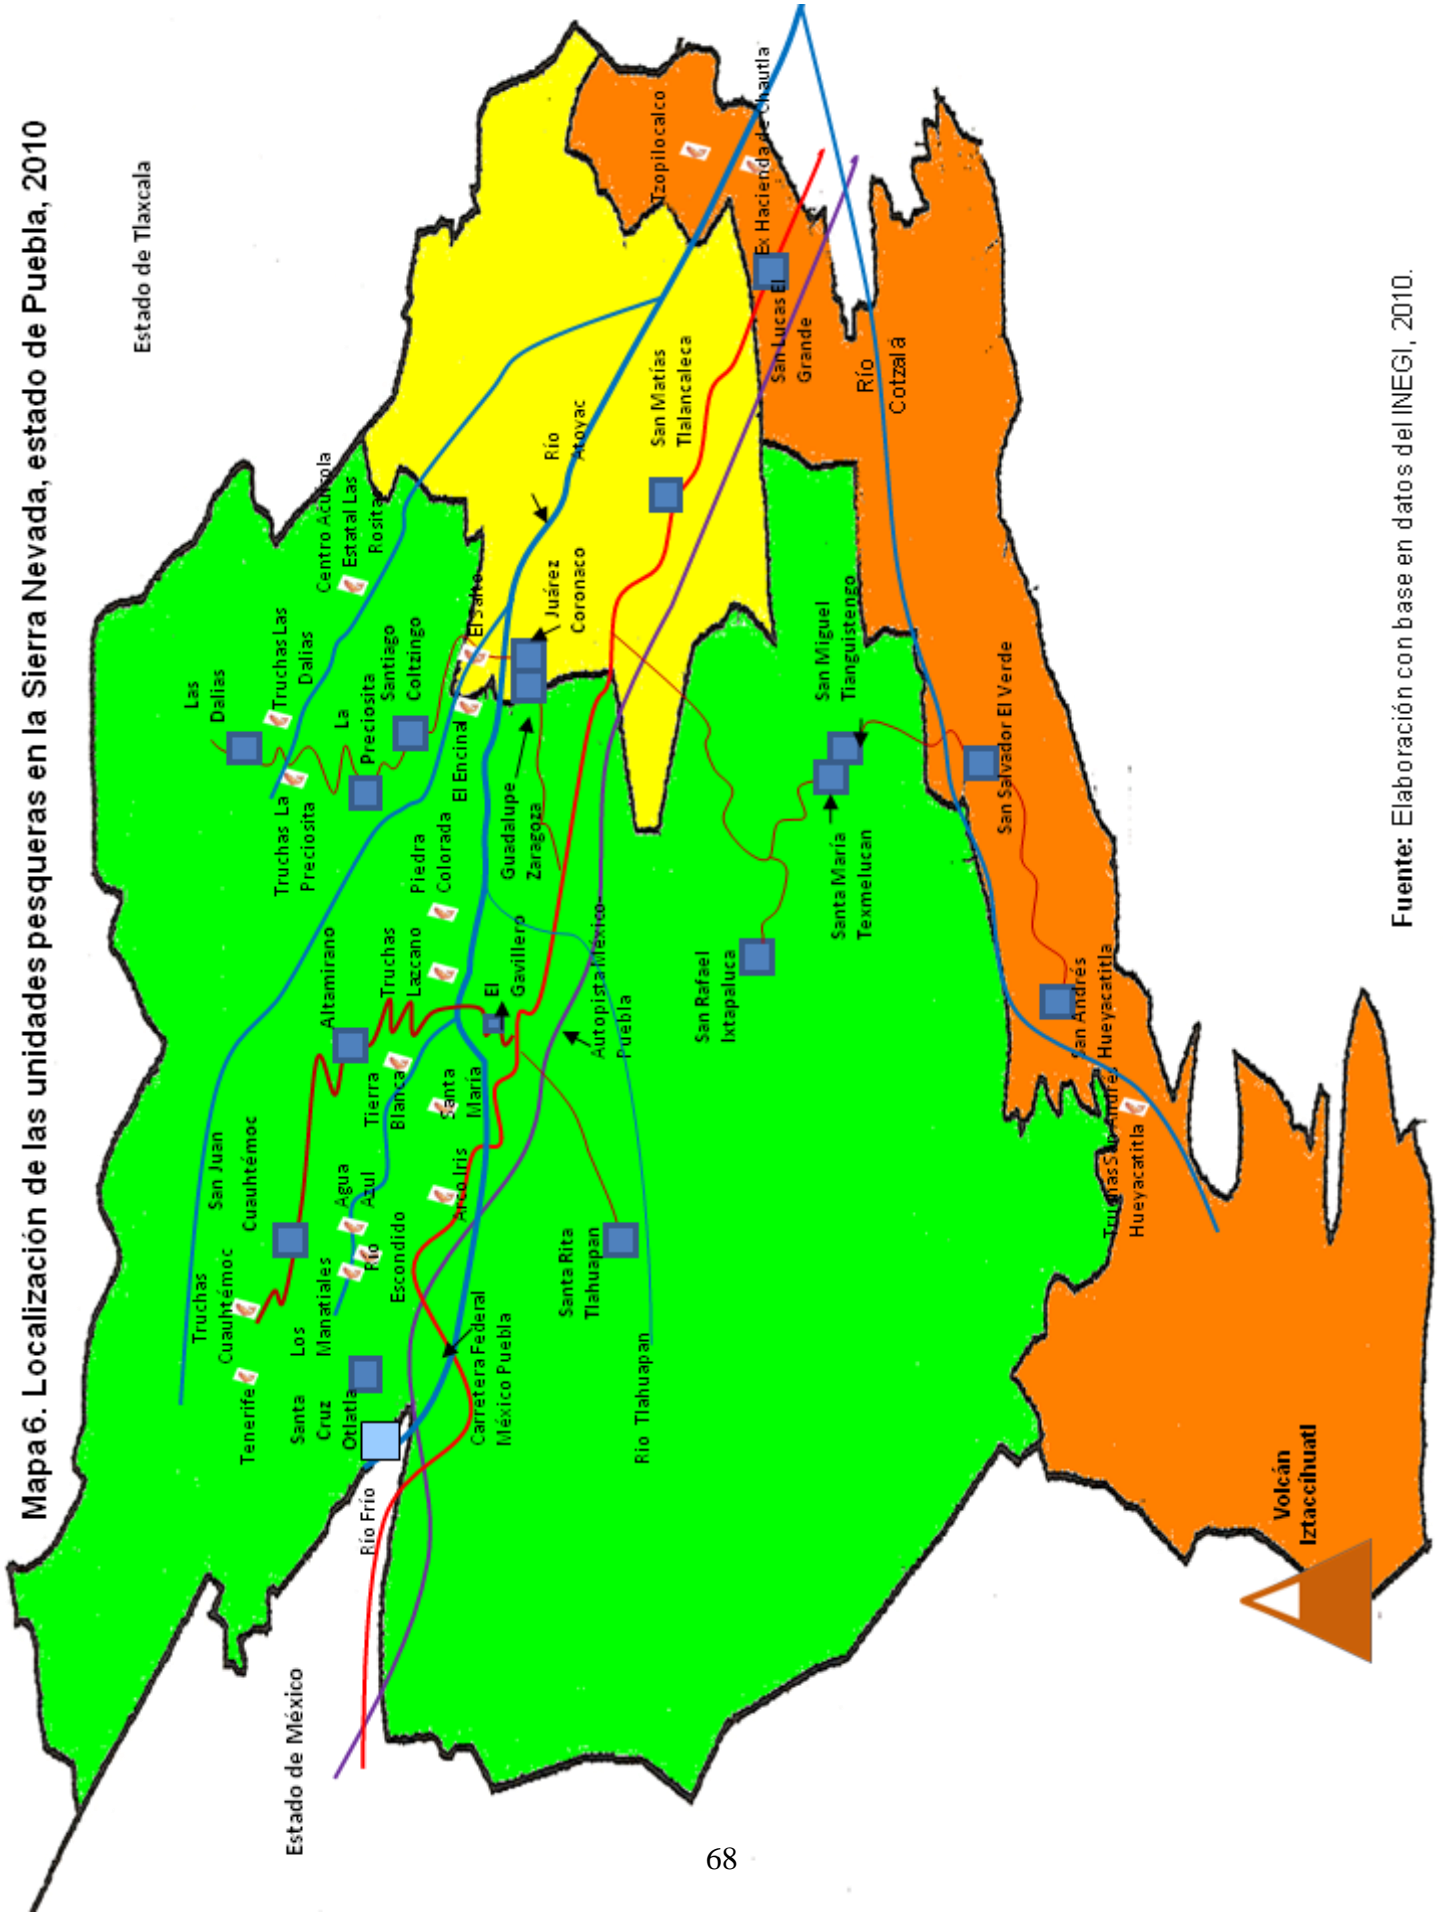 Mapa 6. Localización de las unidades pesqueras en la Sierra Nevada, estado de Puebla, 2010
Estado de Tlaxcala
Estado de México
Las
Dalias
Truchas Las
Dalias
Centro Acuícola
Estatal Las
Rosita
Truchas La
Preciosita
La
Preciosita
Santiago
Coltzingo
El Salto
El Encinal
Juárez
Coronaco
Río
Atoyac
San Matías
Tlalancaleca
Tzopilocalco
Ex Hacienda de Chautla
San Lucas El
Grande
Río
Cotzalá
San Juan
Cuauhtémoc
Truchas
Cuauhtémoc
Tenerife
Los
Manatiales
Santa
Cruz
Otlatla
Río Frío
Altamirano
Truchas
Lazcano
Piedra
Colorada
Guadalupe
Zaragoza
El
Gavillero
Tierra
Blanca
Agua
Azul
Río
Escondido
Santa
María
Arco Iris
Autopista México-
Puebla
Carretera Federal
México Puebla
Santa Rita
Tlahuapan
Rio Tlahuapan
San Rafael
Ixtapaluca
Santa María
Texmelucan
San Miguel
Tianguistengo
San Salvador El Verde
San Andrés
Hueyacatitla
Truchas San Andrés
Hueyacatitla
Volcán
Iztaccíhuatl
Fuente: Elaboración con base en datos del INEGI, 2010.
68